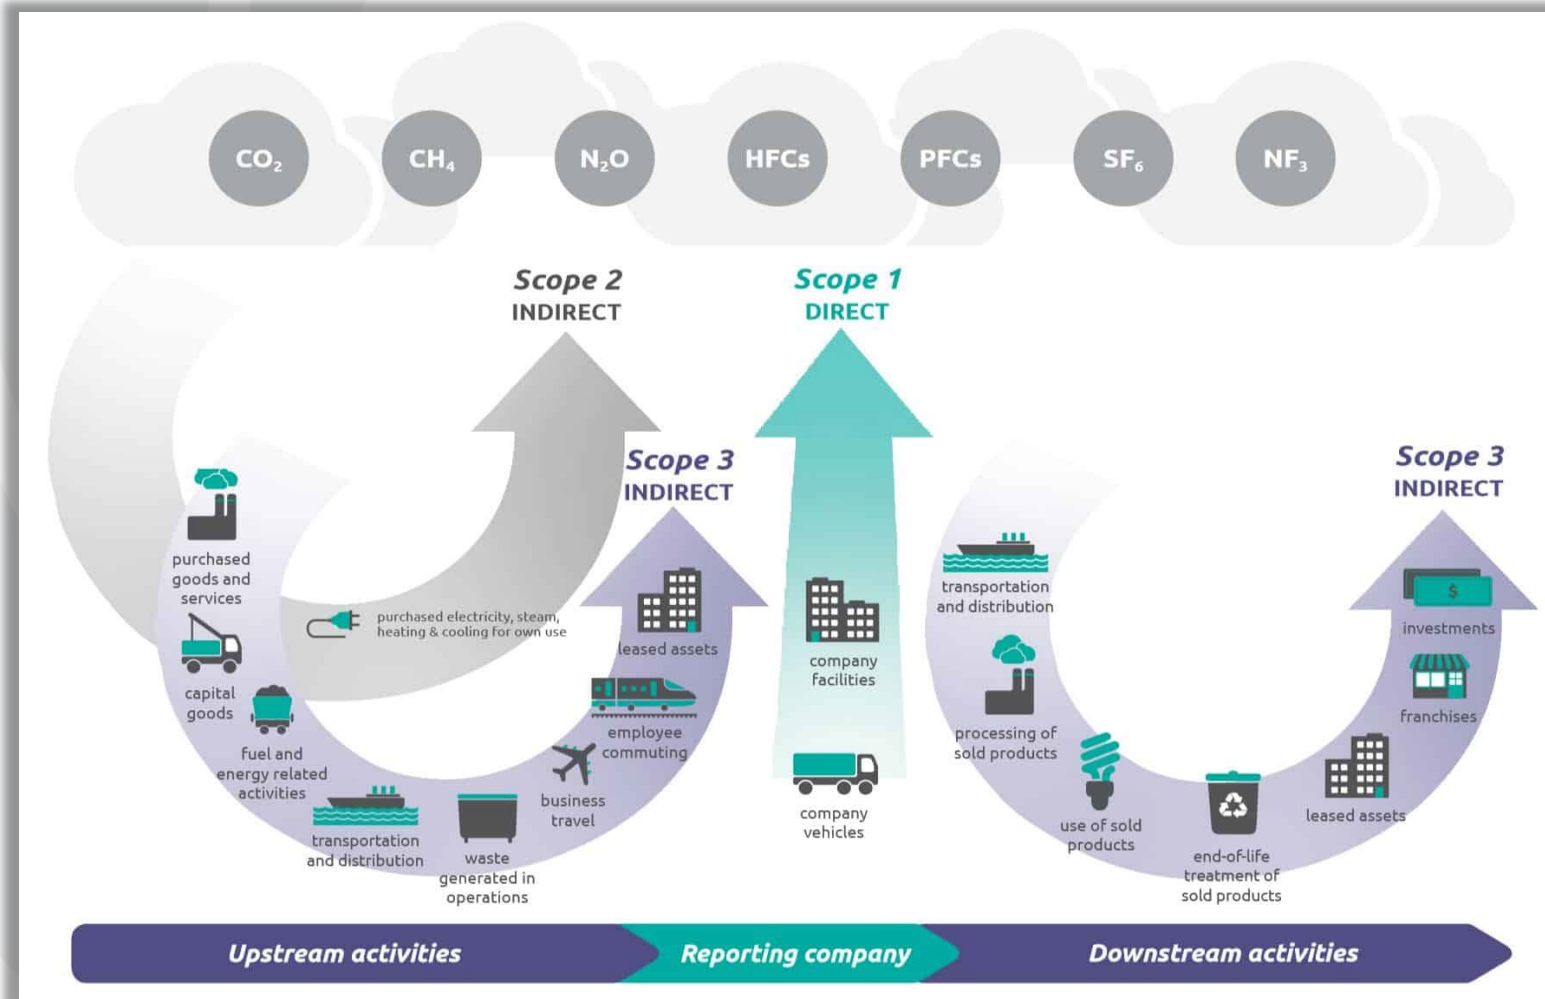 CO₂
CH₄
N₂O
HFCs
PFCs
SF₆
NF₃
Scope 2
INDIRECT
Scope 1
DIRECT
Scope 3
INDIRECT
Scope 3
INDIRECT
purchased
goods and
services
capital
goods
fuel and
energy related
activities
transportation
and distribution
waste
generated in
operations
business
travel
employee
commuting
leased assets
purchased electricity, steam,
heating & cooling for own use
company
facilities
company
vehicles
transportation
and distribution
processing of
sold products
use of sold
products
end-of-life
treatment of
sold products
leased assets
franchises
$
investments
Upstream activities
Reporting company
Downstream activities